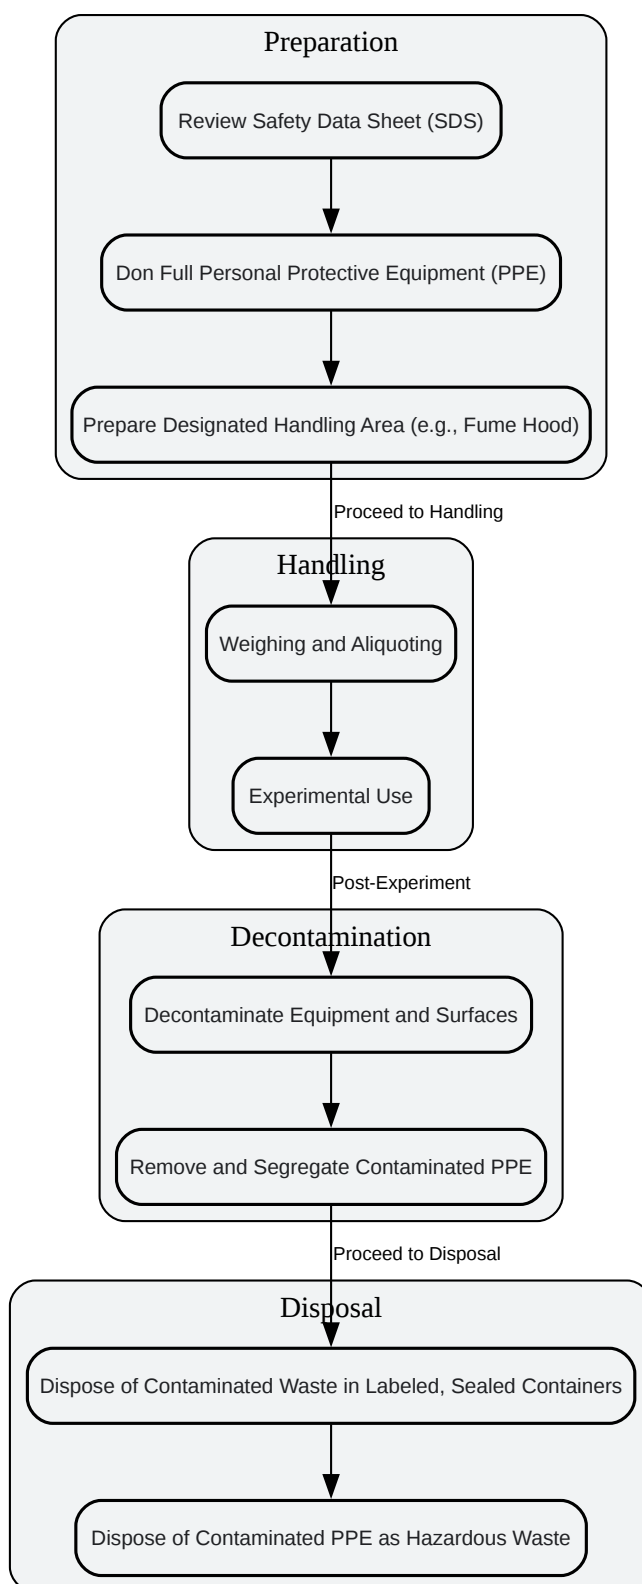 Preparation
Review Safety Data Sheet (SDS)
Don Full Personal Protective Equipment (PPE)
Prepare Designated Handling Area (e.g., Fume Hood)
Proceed to Handling
Handling
Weighing and Aliquoting
Experimental Use
Post-Experiment
Decontamination
Decontaminate Equipment and Surfaces
Remove and Segregate Contaminated PPE
Proceed to Disposal
Disposal
Dispose of Contaminated Waste in Labeled, Sealed Containers
Dispose of Contaminated PPE as Hazardous Waste